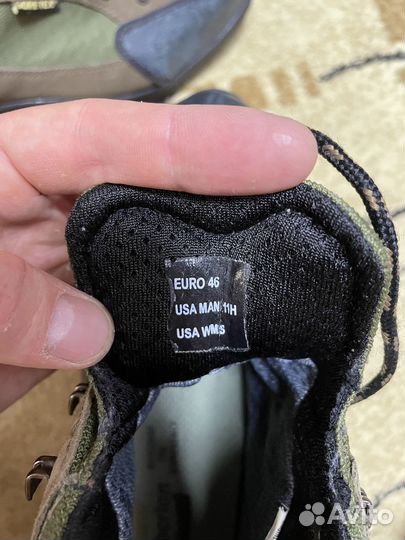 EURO 46
USA MAN 11H
USA WMS
Avito